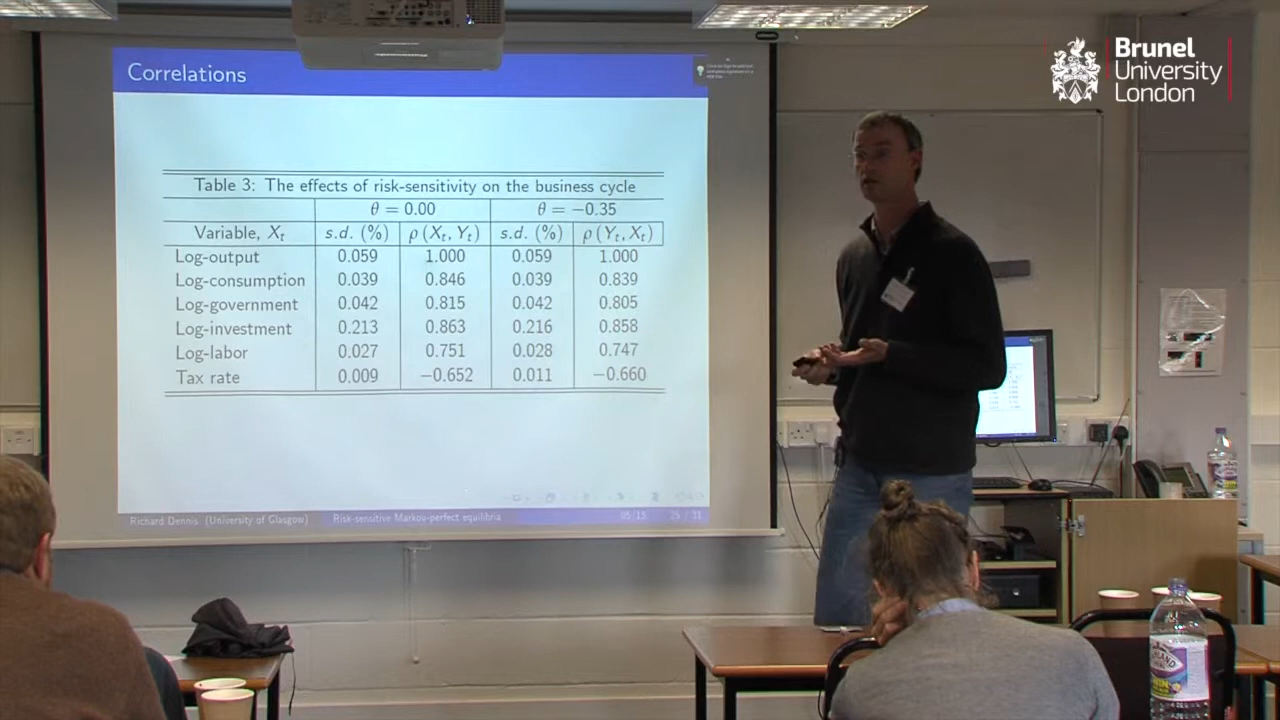 Correlations
Brunel
University
London
Table 3: The effects of risk-sensitivity on the business cycle
θ = 0.00 θ = −0.35
Variable, Xt s.d. (%) ρ (Xt, Yt) s.d. (%) ρ (Yt, Xt)
Log-output 0.059 1.000 0.059 1.000
Log-consumption 0.039 0.846 0.039 0.839
Log-government 0.042 0.815 0.042 0.805
Log-investment 0.213 0.863 0.216 0.858
Log-labor 0.027 0.751 0.028 0.747
Tax rate 0.009 −0.652 0.011 −0.660
Richard Dennis (University of Glasgow) Risk-sensitive Markov-perfect equilibria 05/15 25 / 31